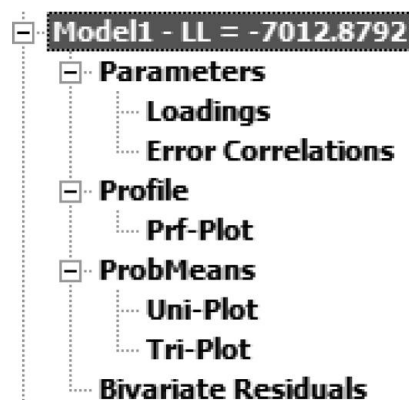 Model1 - LL = -7012.8792
Parameters
Loadings
Error Correlations
Profile
Prf-Plot
ProbMeans
Uni-Plot
Tri-Plot
Bivariate Residuals